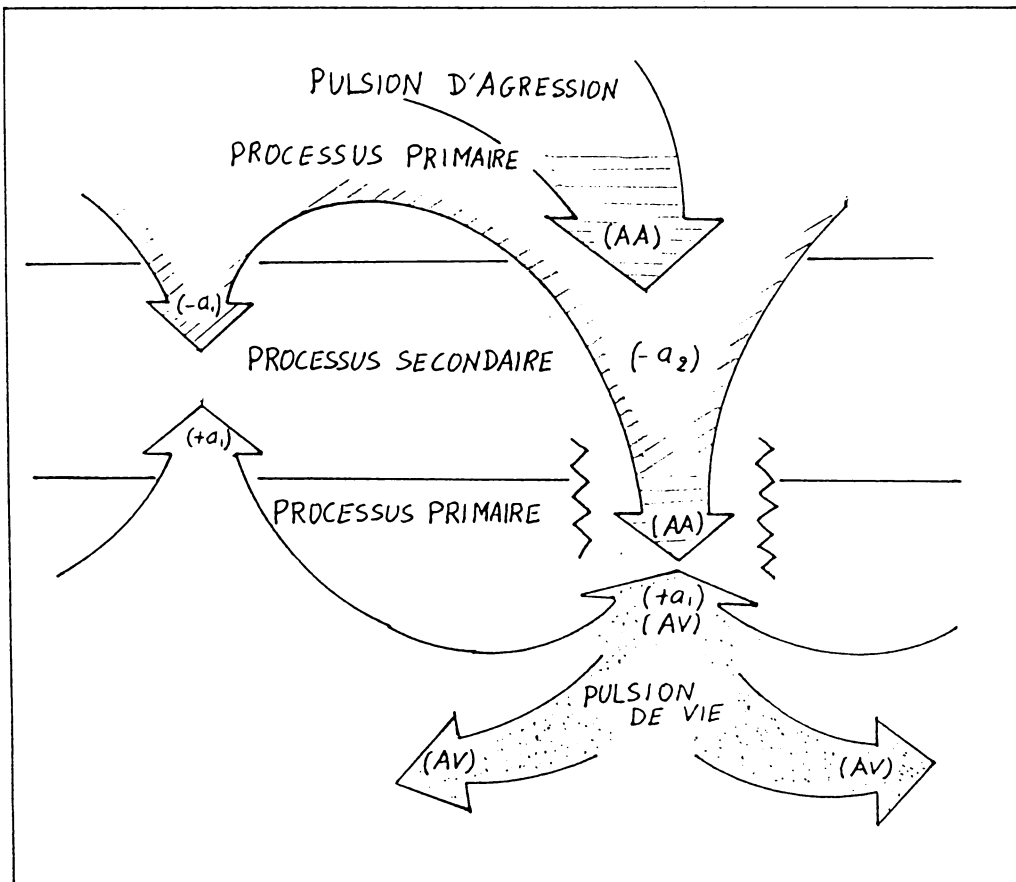 PULSION D'AGRESSION
PROCESSUS PRIMAIRE
(AA)
(-a₁)
PROCESSUS SECONDAIRE
(-a₂)
(+a₁)
PROCESSUS PRIMAIRE
(AA)
(+a₁)
(AV)
PULSION
DE VIE
(AV)
(AV)